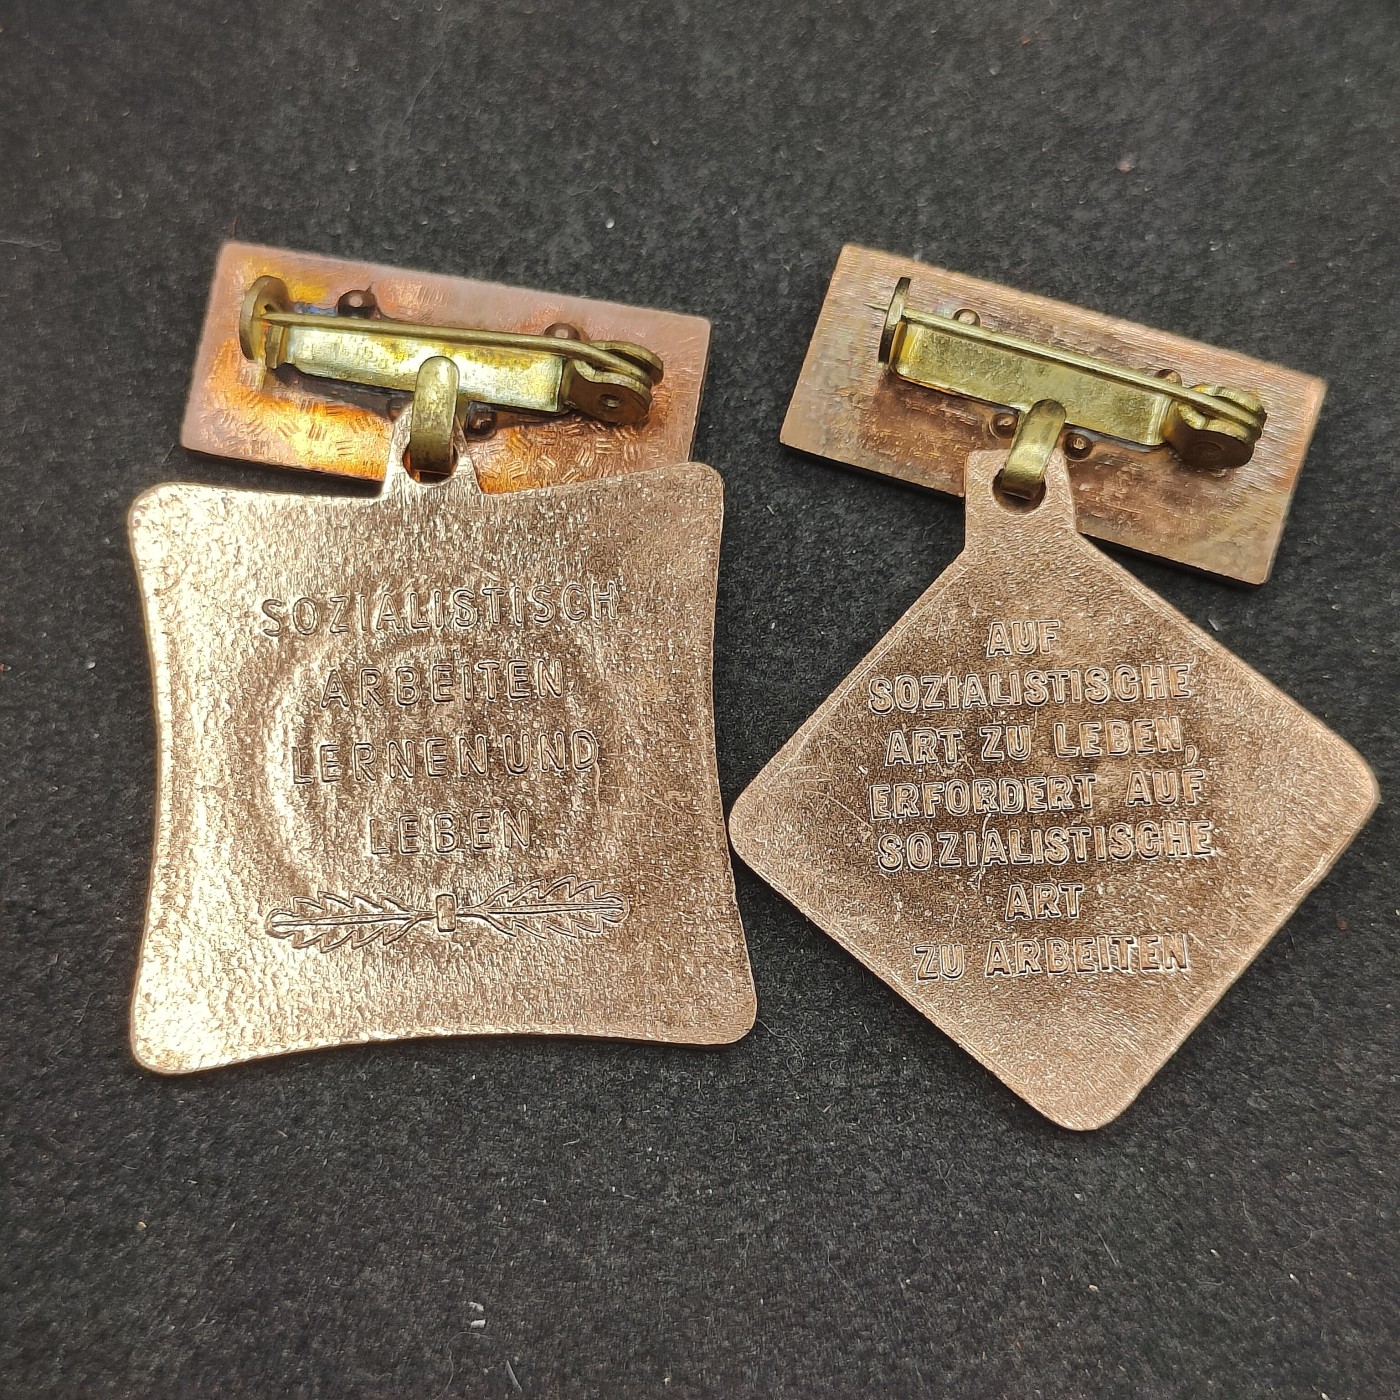 SOZIALISTISCH
ARBEITEN
LERNEN UND
LEBEN
AUF
SOZIALISTISCHE
ART ZU LEBEN,
ERFORDERT AUF
SOZIALISTISCHE
ART
ZU ARBEITEN